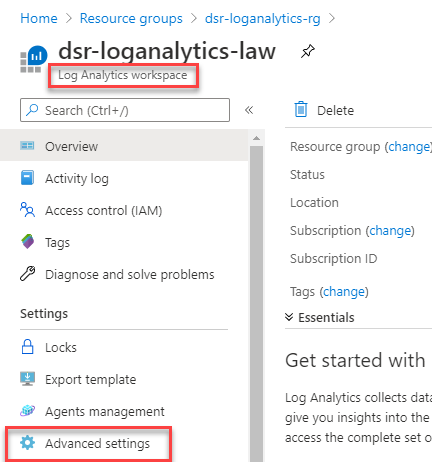 Home > Resource groups > dsr-loganalytics-rg >
dsr-loganalytics-law
Log Analytics workspace
Search (Ctrl+/)
«
Overview
Activity log
Access control (IAM)
Tags
Diagnose and solve problems
Settings
Locks
Export template
Agents management
Advanced settings
Delete
Resource group (change)
Status
Location
Subscription (change)
Subscription ID
Tags (change)
Essentials
Get started with
Log Analytics collects data
give you insights into the
access the complete set o